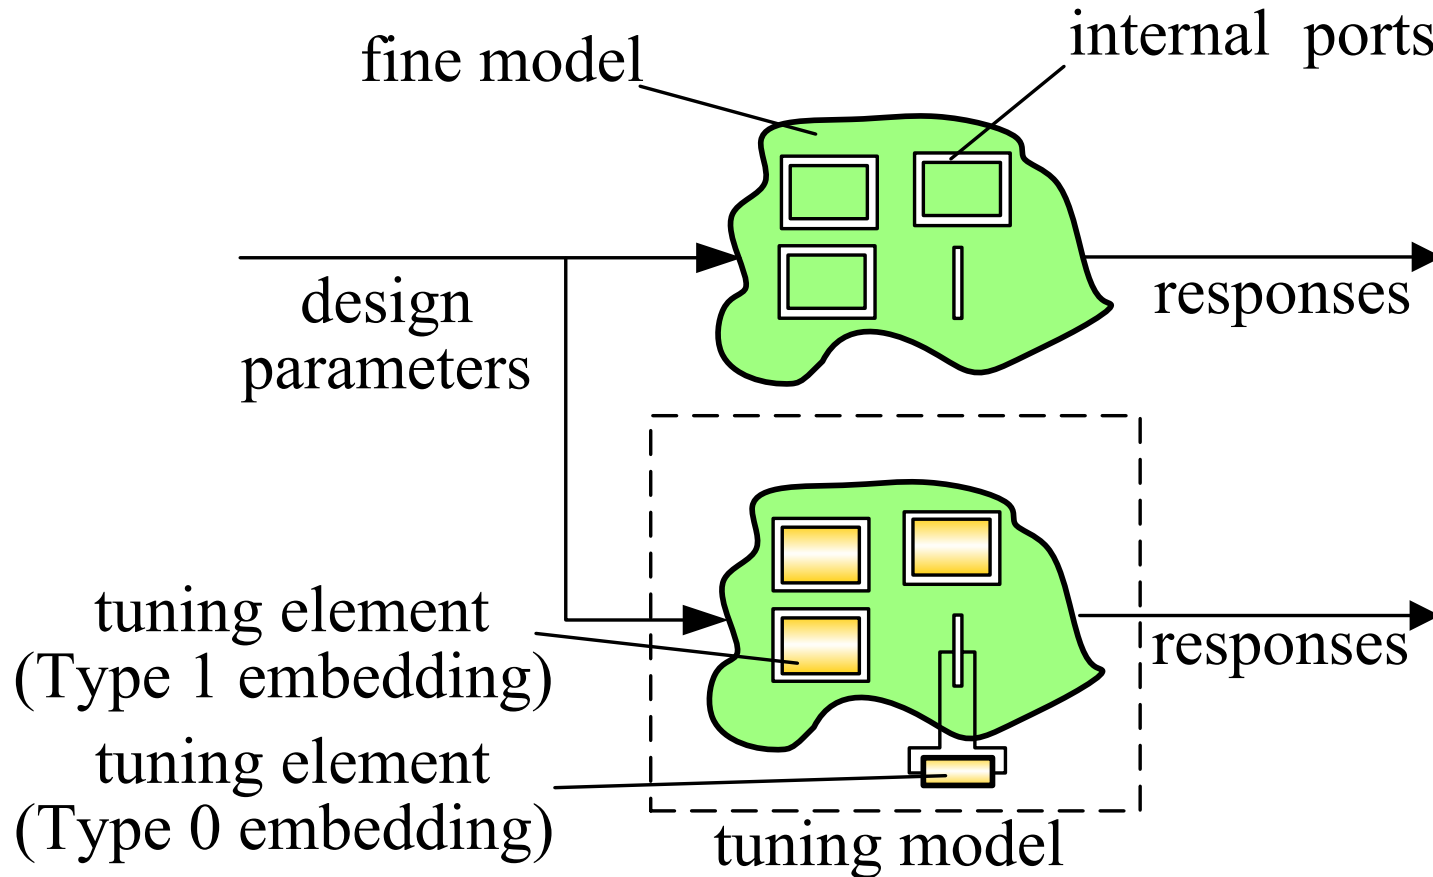 fine model
internal ports
design
parameters
responses
tuning element
(Type 1 embedding)
responses
tuning element
(Type 0 embedding)
tuning model